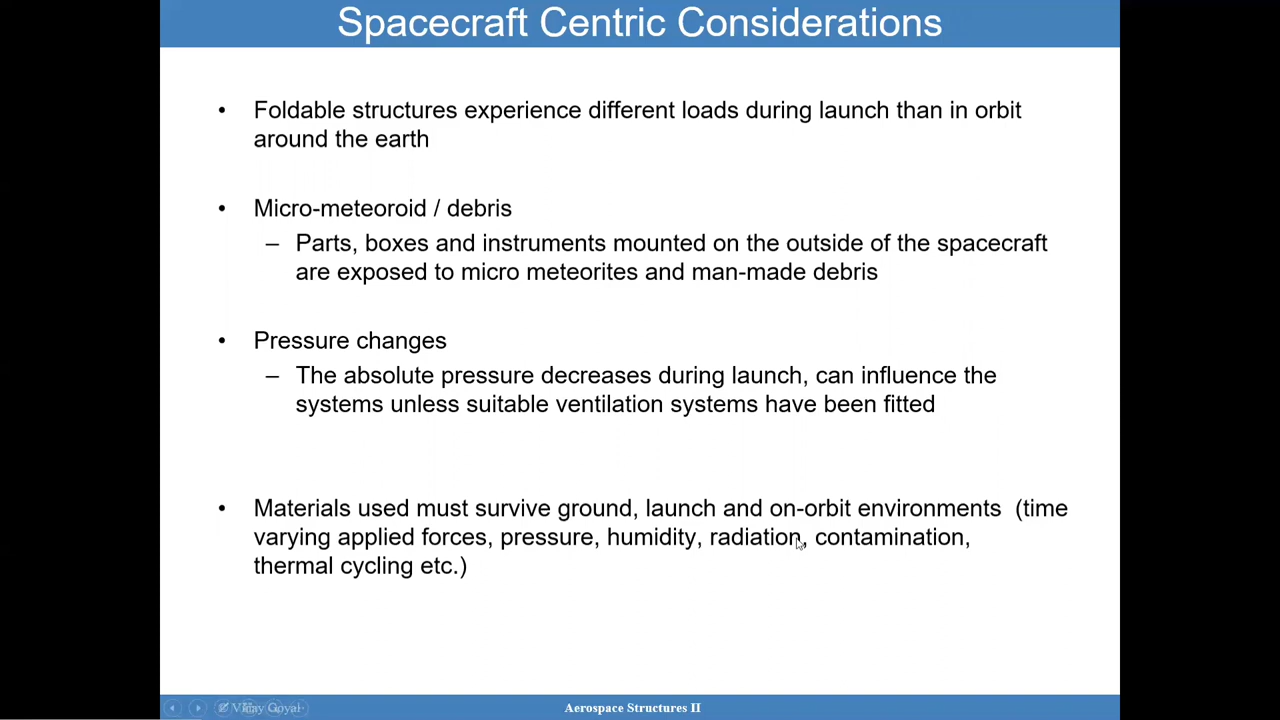 Spacecraft Centric Considerations
• Foldable structures experience different loads during launch than in orbit
around the earth
• Micro-meteoroid / debris
– Parts, boxes and instruments mounted on the outside of the spacecraft
are exposed to micro meteorites and man-made debris
• Pressure changes
– The absolute pressure decreases during launch, can influence the
systems unless suitable ventilation systems have been fitted
• Materials used must survive ground, launch and on-orbit environments (time
varying applied forces, pressure, humidity, radiation, contamination,
thermal cycling etc.)
Goyal
Aerospace Structures II